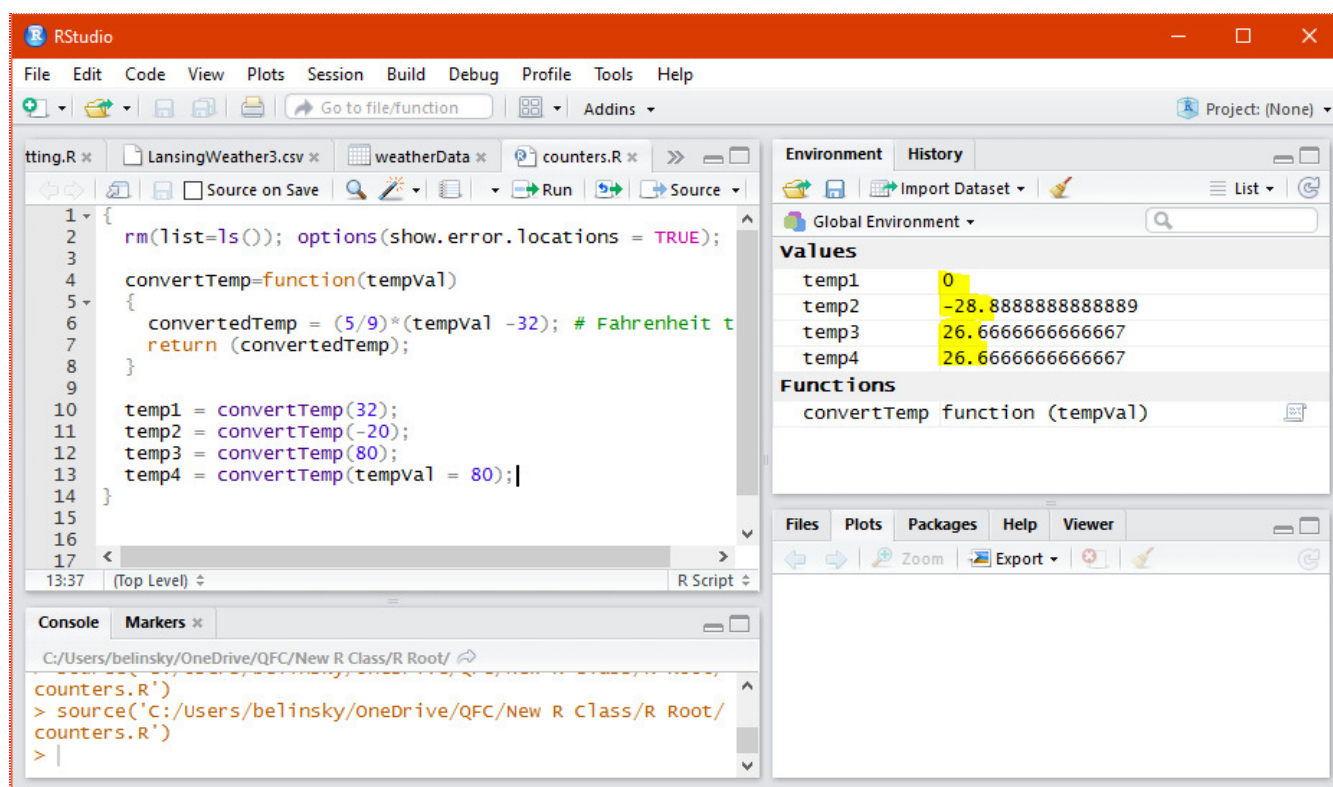 RStudio
File Edit Code View Plots Session Build Debug Profile Tools Help
Go to file/function Addins Project: (None)
tting.R LansingWeather3.csv weatherData counters.R
Source on Save Run Source
1 {
2 rm(list=ls()); options(show.error.locations = TRUE);
3
4 convertTemp=function(tempVal)
5 {
6 convertedTemp = (5/9)*(tempVal -32); # Fahrenheit t
7 return (convertedTemp);
8 }
9
10 temp1 = convertTemp(32);
11 temp2 = convertTemp(-20);
12 temp3 = convertTemp(80);
13 temp4 = convertTemp(tempVal = 80);
14 }
15
16
17
13:37 (Top Level) R Script
Console Markers
C:/Users/belinsky/OneDrive/QFC/New R Class/R Root/
counters.R')
> source('C:/Users/belinsky/OneDrive/QFC/New R Class/R Root/
counters.R')
>
Environment History
Import Dataset List
Global Environment
Values
temp1 0
temp2 -28.8888888888889
temp3 26.6666666666667
temp4 26.6666666666667
Functions
convertTemp function (tempVal)
Files Plots Packages Help Viewer
Zoom Export